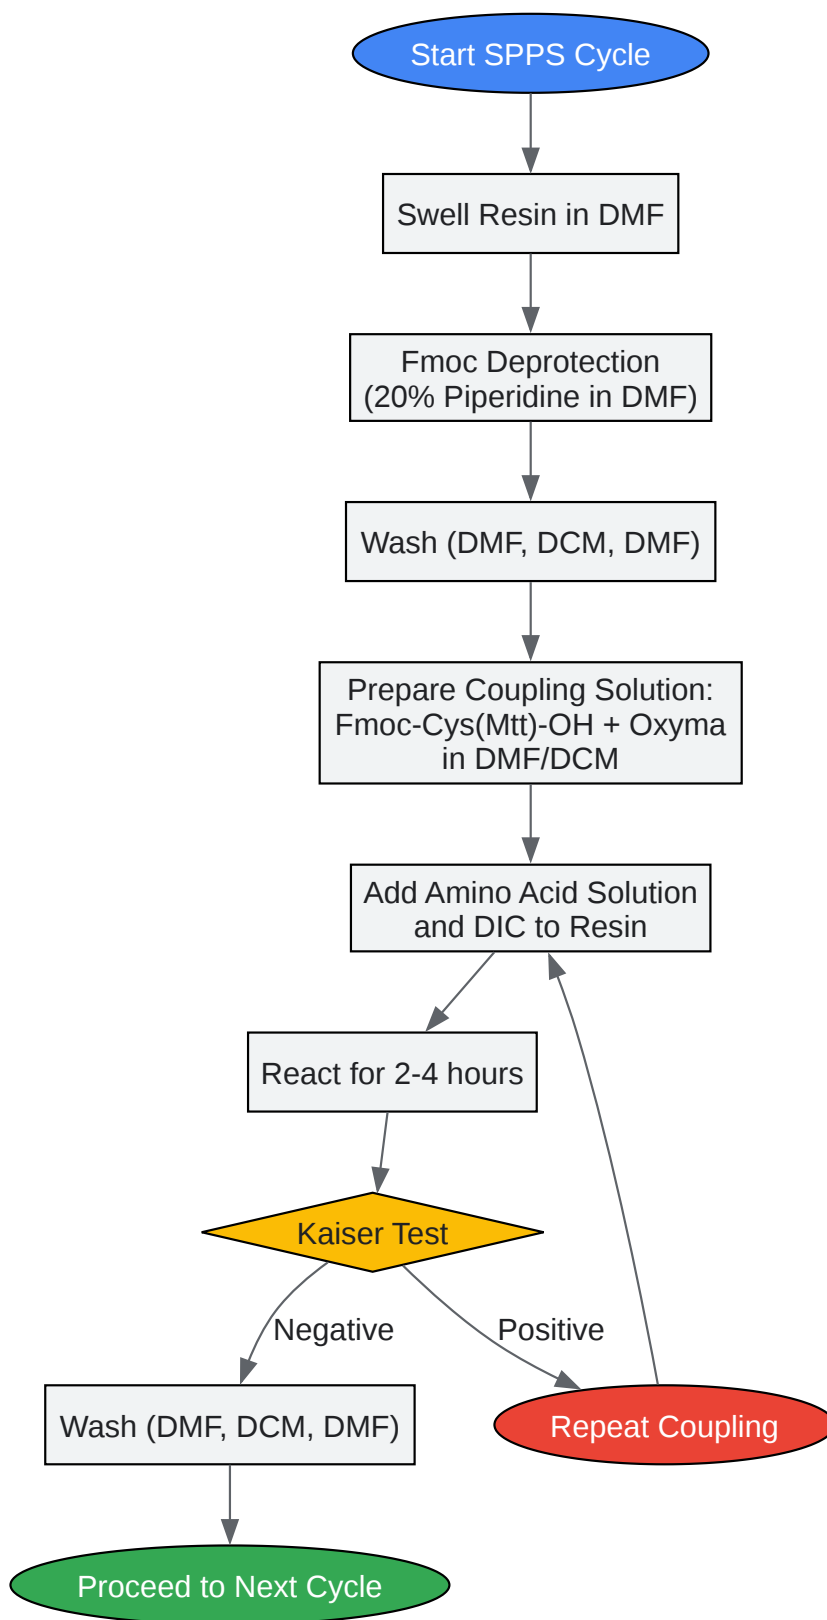 Start SPPS Cycle
Swell Resin in DMF
Fmoc Deprotection
(20% Piperidine in DMF)
Wash (DMF, DCM, DMF)
Prepare Coupling Solution:
Fmoc-Cys(Mtt)-OH + Oxyma
in DMF/DCM
Add Amino Acid Solution
and DIC to Resin
React for 2-4 hours
Kaiser Test
Negative
Positive
Wash (DMF, DCM, DMF)
Repeat Coupling
Proceed to Next Cycle